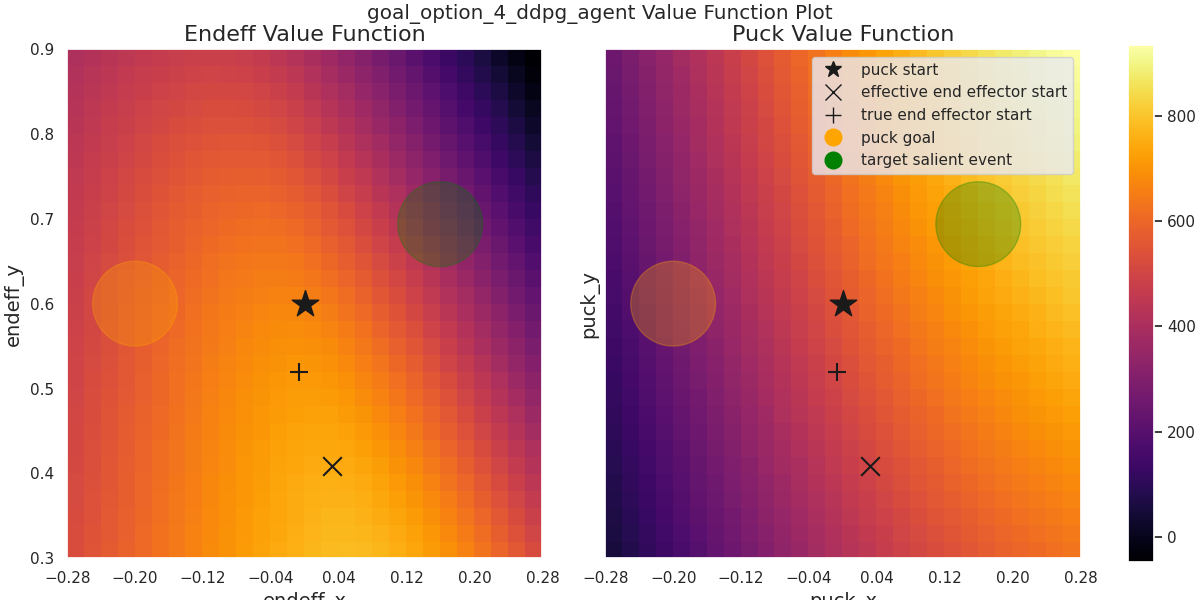 goal_option_4_ddpg_agent Value Function Plot
Endeff Value Function
Puck Value Function
endeff_y
0.9
0.8
0.7
0.6
0.5
0.4
0.3
−0.28 −0.20 −0.12 −0.04 0.04 0.12 0.20 0.28
endeff_x
puck_y
puck start
effective end effector start
true end effector start
puck goal
target salient event
−0.28 −0.20 −0.12 −0.04 0.04 0.12 0.20 0.28
puck_x
800
600
400
200
0